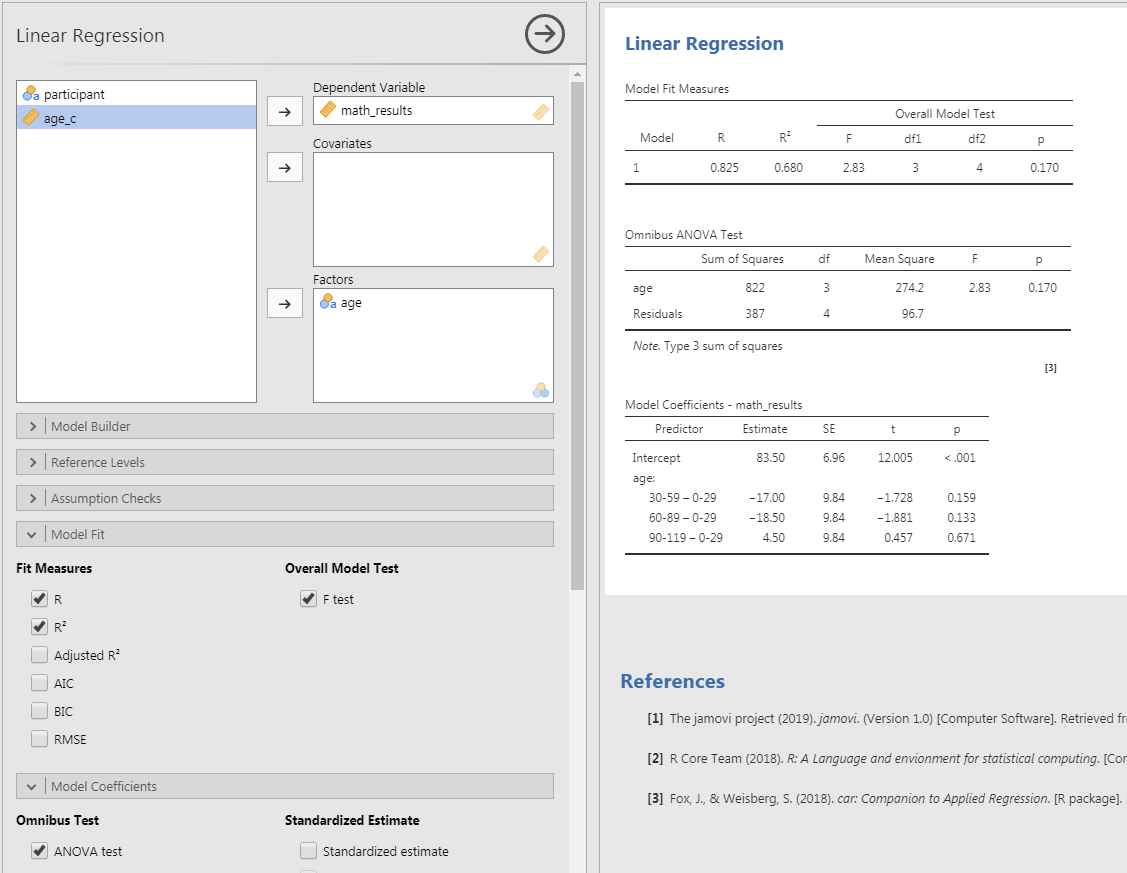 Linear Regression
participant
age_c
Dependent Variable
math_results
Covariates
Factors
age
Model Builder
Reference Levels
Assumption Checks
Model Fit
Fit Measures Overall Model Test
R F test
R²
Adjusted R²
AIC
BIC
RMSE
Model Coefficients
Omnibus Test Standardized Estimate
ANOVA test Standardized estimate
Linear Regression
Model Fit Measures
Overall Model Test
Model R R² F df1 df2 p
1 0.825 0.680 2.83 3 4 0.170
Omnibus ANOVA Test
Sum of Squares df Mean Square F p
age 822 3 274.2 2.83 0.170
Residuals 387 4 96.7
Note. Type 3 sum of squares
[3]
Model Coefficients - math_results
Predictor Estimate SE t p
Intercept 83.50 6.96 12.005 < .001
age:
30-59 – 0-29 −17.00 9.84 −1.728 0.159
60-89 – 0-29 −18.50 9.84 −1.881 0.133
90-119 – 0-29 4.50 9.84 0.457 0.671
References
[1] The jamovi project (2019). jamovi. (Version 1.0) [Computer Software]. Retrieved fr
[2] R Core Team (2018). R: A Language and envionment for statistical computing. [Co
[3] Fox, J., & Weisberg, S. (2018). car: Companion to Applied Regression. [R package].